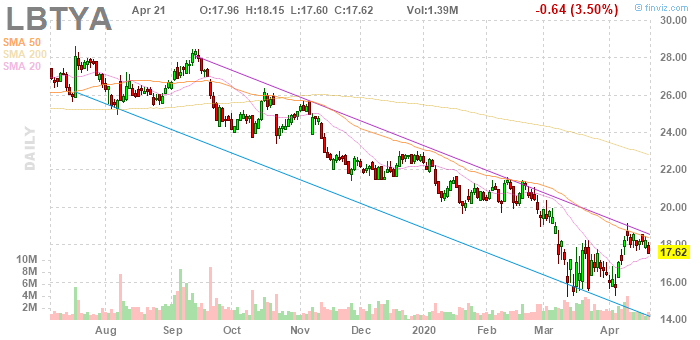 LBTYA
Apr 21 O:17.96 H:18.15 L:17.60 C:17.62 Vol:1.39M -0.64 (3.50%)
finviz.com
SMA 50
SMA 200
SMA 20
DAILY
30.00
28.00
26.00
24.00
22.00
20.00
18.00
17.62
16.00
14.00
10M
8M
6M
4M
2M
Aug Sep Oct Nov Dec 2020 Feb Mar Apr